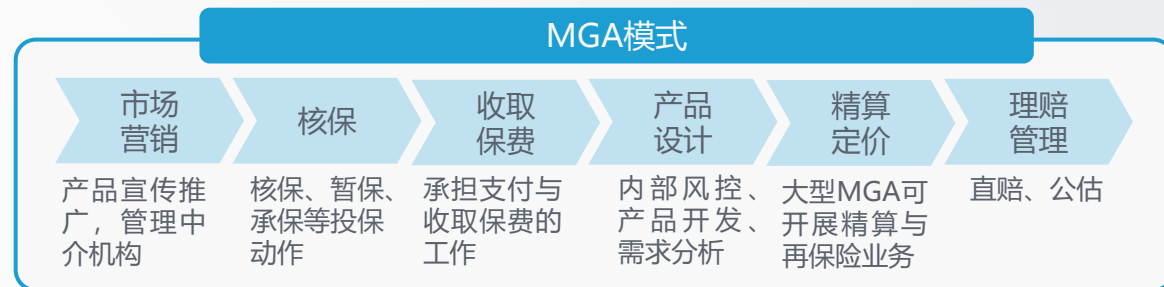 MGA模式
市场
营销
核保
收取
保费
产品
设计
精算
定价
理赔
管理
产品宣传推
广，管理中
介机构
核保、暂保、
承保等投保
动作
承担支付与
收取保费的
工作
内部风控、
产品开发、
需求分析
大型MGA可
开展精算与
再保险业务
直赔、公估